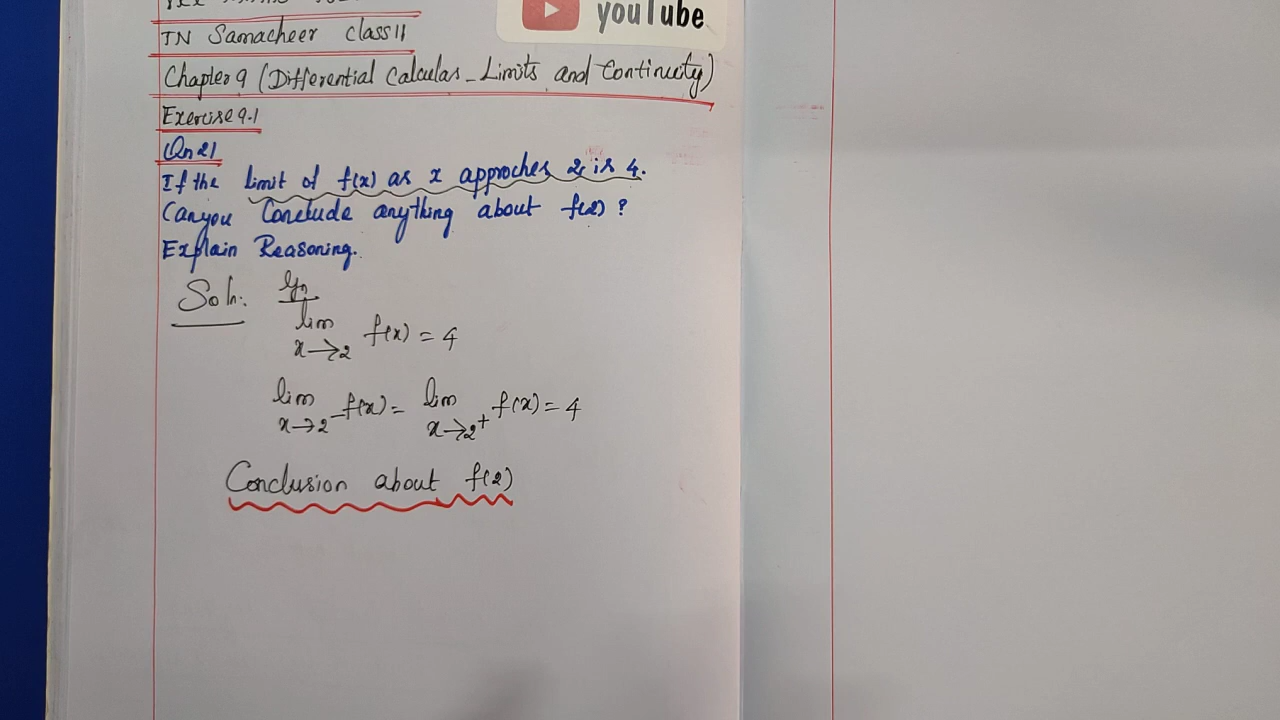 youTube
TN Samacheer Class 11
Chapter 9 (Differential Calculas - Limits and Continuity)
Exercise 9.1
Qn 21
If the limit of f(x) as x approches 2, is 4.
Can you Conclude anything about f(2) ?
Explain Reasoning.
Soln. Gn
lim x→2 f(x) = 4
lim x→2⁻ f(x) = lim x→2⁺ f(x) = 4
Conclusion about f(2)